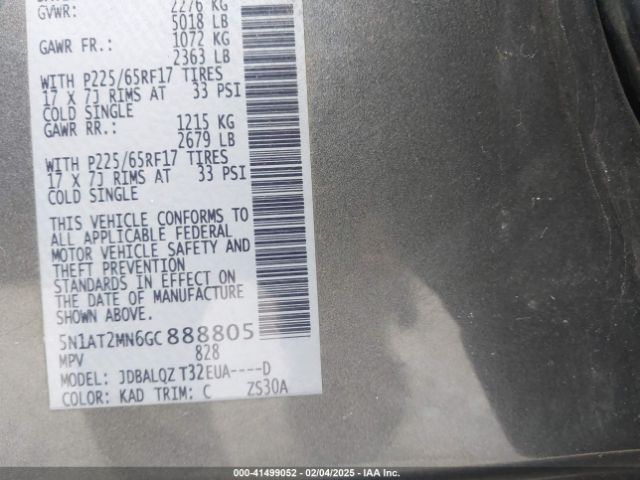 GVWR: 2276 KG
5018 LB
GAWR FR.: 1072 KG
2363 LB
WITH P225/65RF17 TIRES
17 X 7J RIMS AT 33 PSI
COLD SINGLE
GAWR RR.: 1215 KG
2679 LB
WITH P225/65RF17 TIRES
17 X 7J RIMS AT 33 PSI
COLD SINGLE
THIS VEHICLE CONFORMS TO
ALL APPLICABLE FEDERAL
MOTOR VEHICLE SAFETY AND
THEFT PREVENTION
STANDARDS IN EFFECT ON
THE DATE OF MANUFACTURE
SHOWN ABOVE.
5N1AT2MN6GC888805
MPV 828
MODEL: JDBALQZ T32EUA----D
COLOR: KAD TRIM: C ZS30A
000-41499052 — 02/04/2025 — IAA Inc.